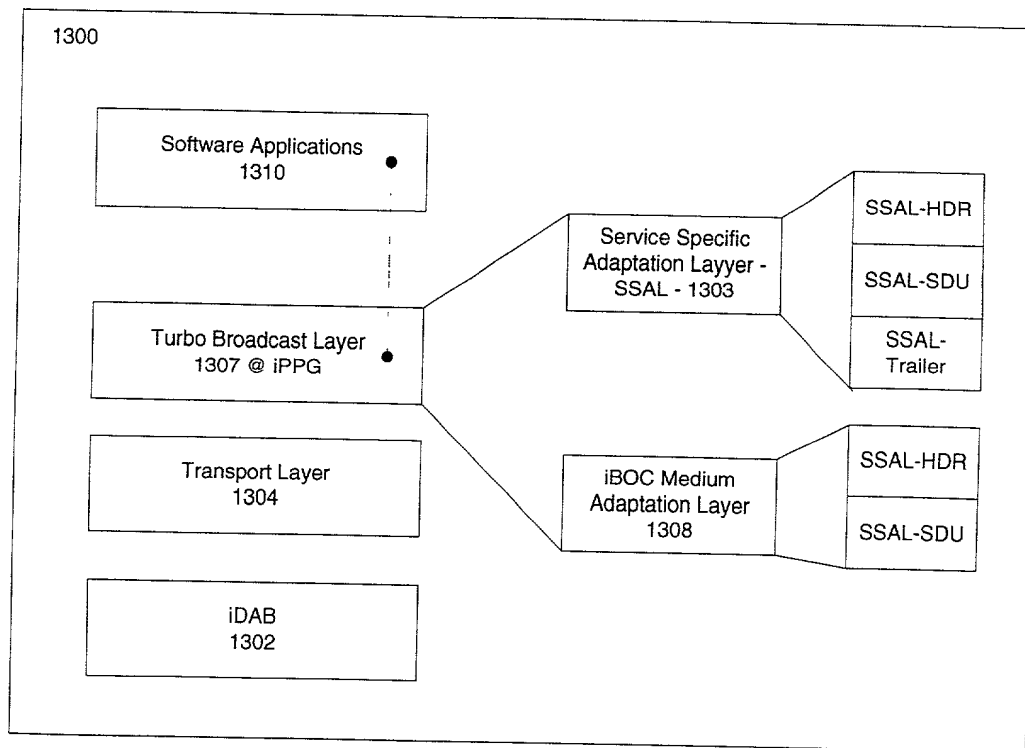 1300
Software Applications
1310
Turbo Broadcast Layer
1307 @ iPPG
Transport Layer
1304
iDAB
1302
Service Specific
Adaptation Layyer -
SSAL - 1303
iBOC Medium
Adaptation Layer
1308
SSAL-HDR
SSAL-SDU
SSAL-
Trailer
SSAL-HDR
SSAL-SDU